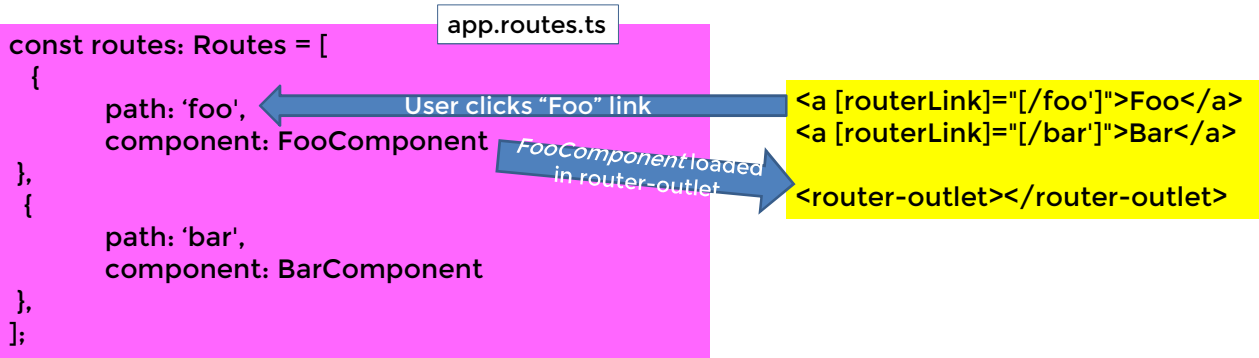 app.routes.ts
const routes: Routes = [
{
path: ‘foo',
component: FooComponent
},
{
path: ‘bar',
component: BarComponent
},
];
User clicks “Foo” link
FooComponent loaded
in router-outlet
<a [routerLink]="[/foo']">Foo</a>
<a [routerLink]="[/bar']">Bar</a>
<router-outlet></router-outlet>